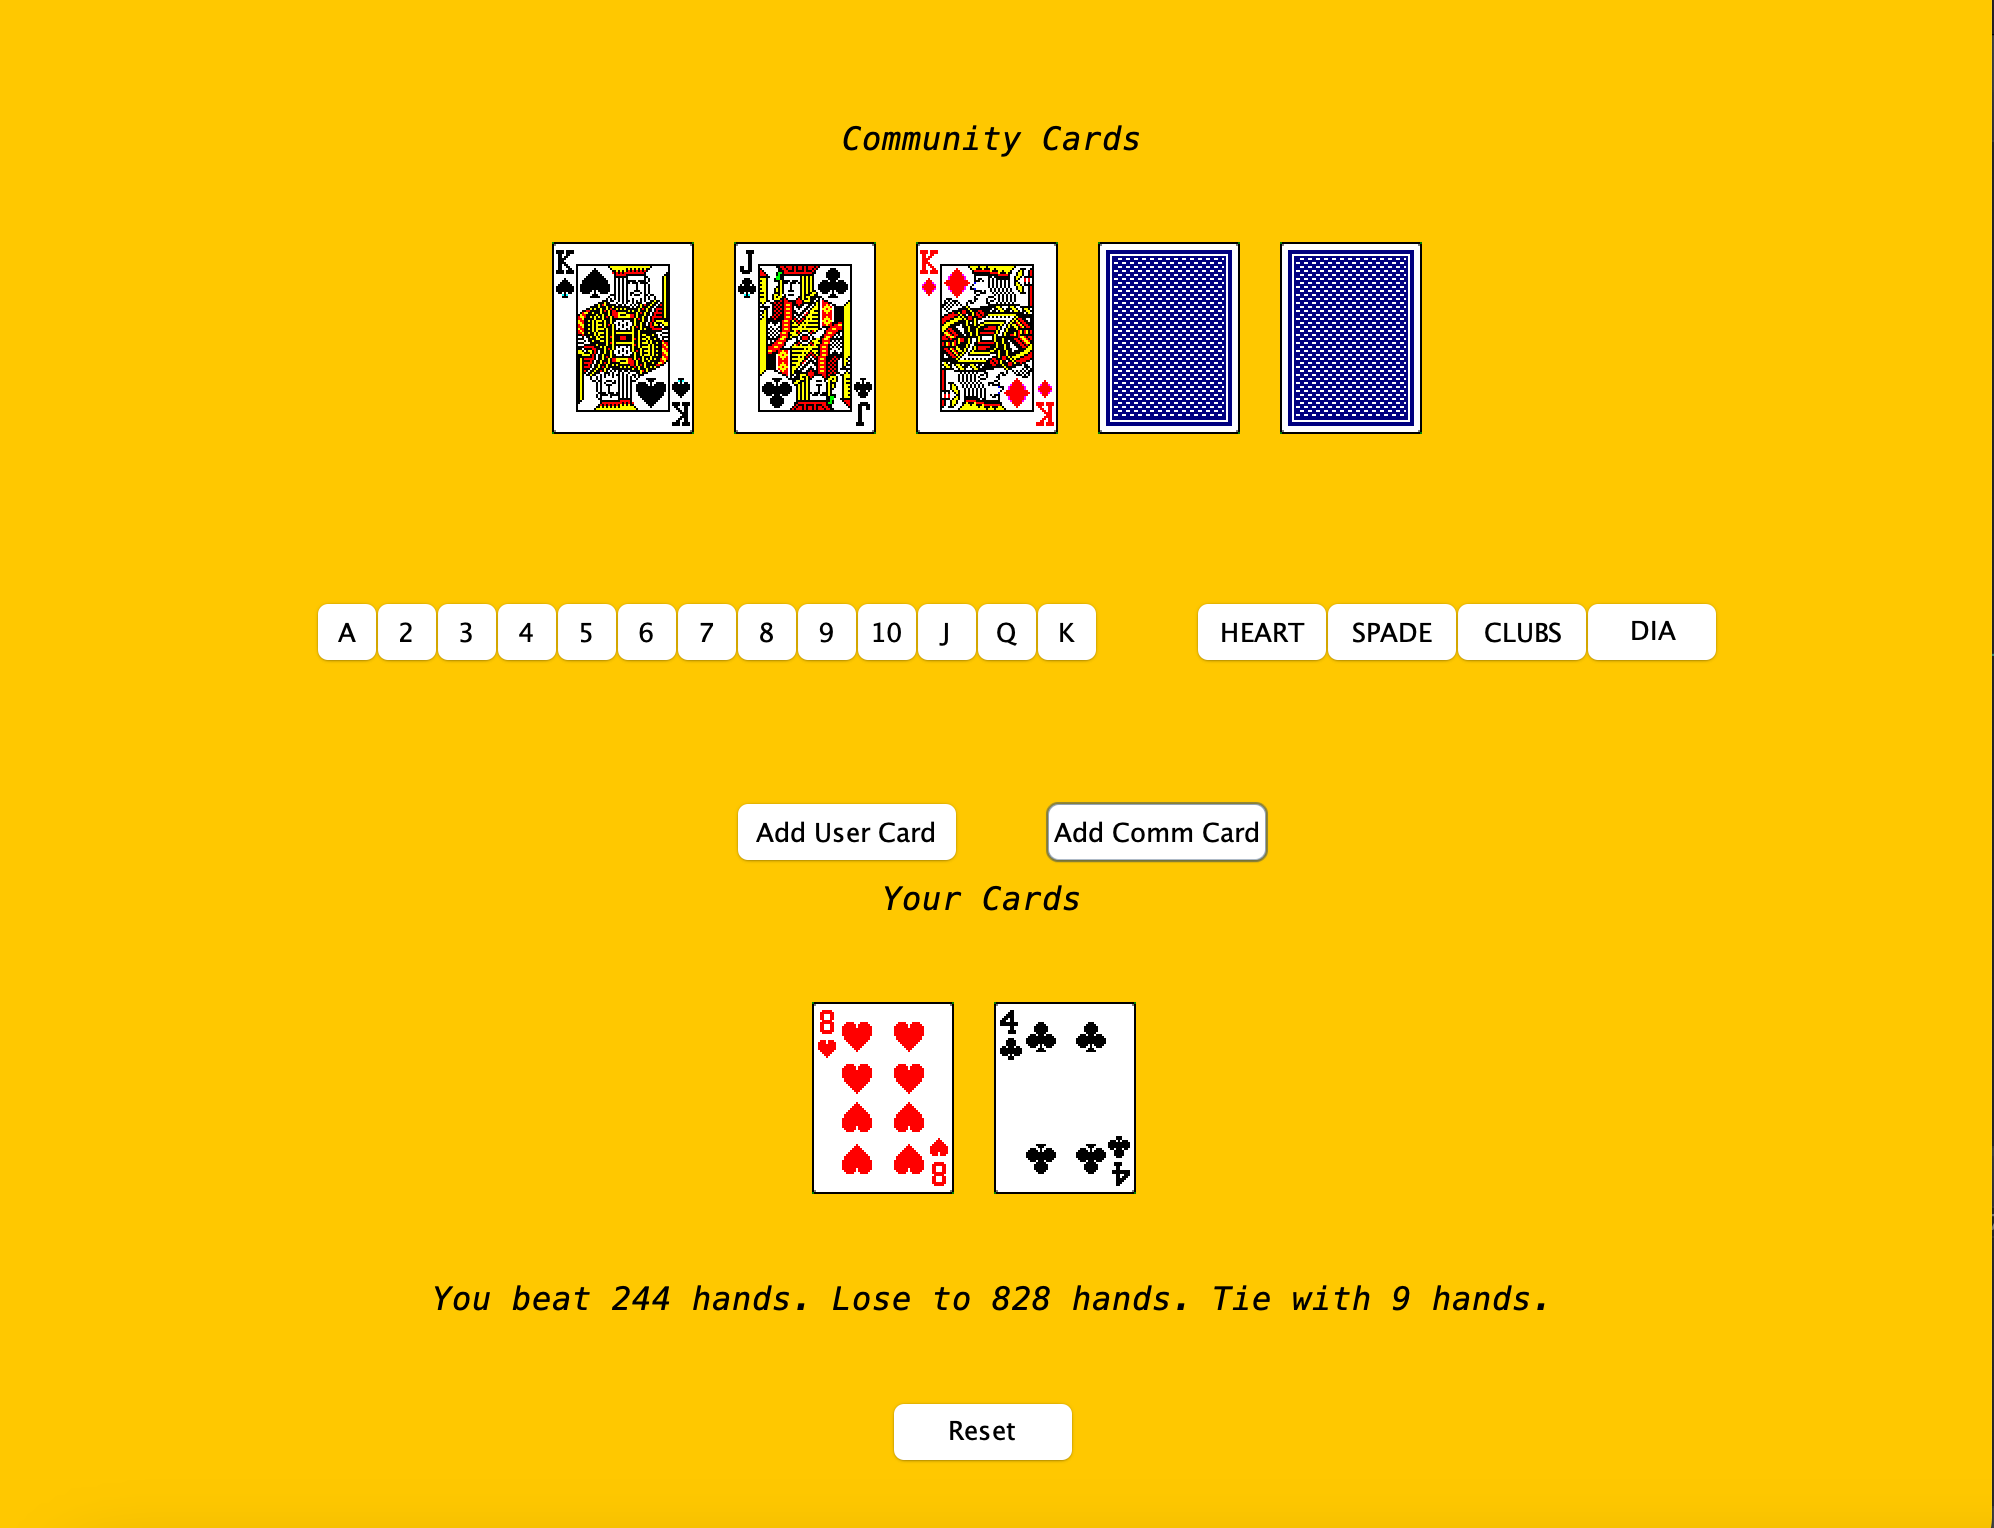 Community Cards
K J K
K J K
A 2 3 4 5 6 7 8 9 10 J Q K HEART SPADE CLUBS DIA
Add User Card Add Comm Card
Your Cards
8 4
8 4
You beat 244 hands. Lose to 828 hands. Tie with 9 hands.
Reset